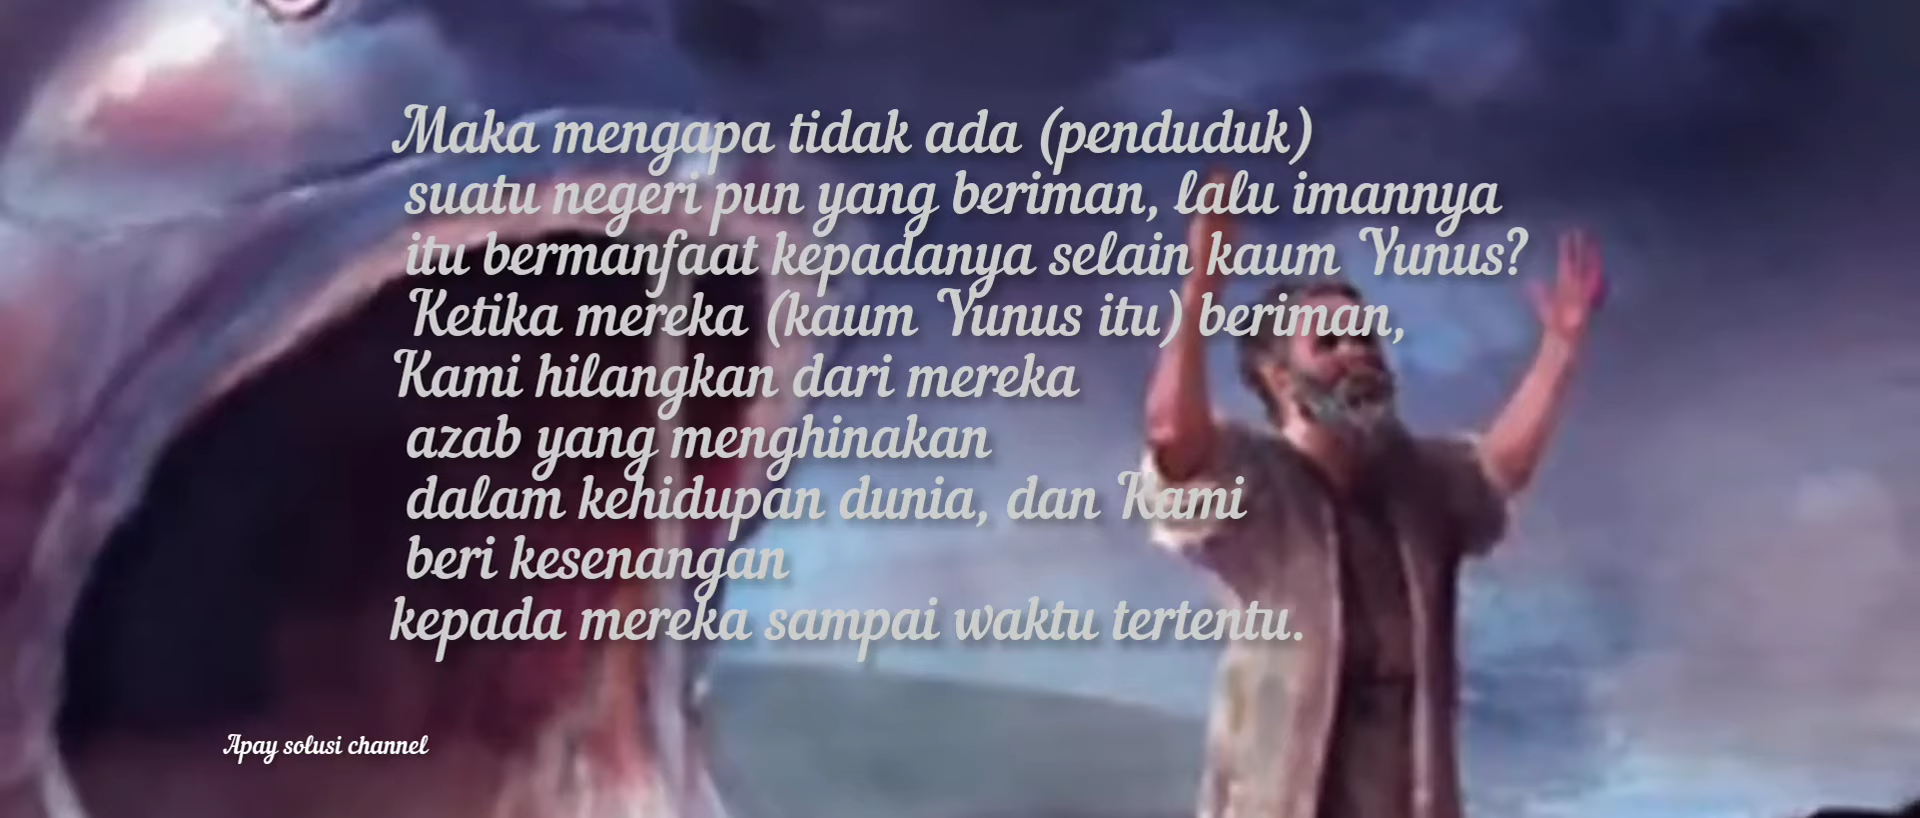 Maka mengapa tidak ada (penduduk)
suatu negeri pun yang beriman, lalu imannya
itu bermanfaat kepadanya selain kaum Yunus?
Ketika mereka (kaum Yunus itu) beriman,
Kami hilangkan dari mereka
azab yang menghinakan
dalam kehidupan dunia, dan Kami
beri kesenangan
kepada mereka sampai waktu tertentu.
Apay solusi channel